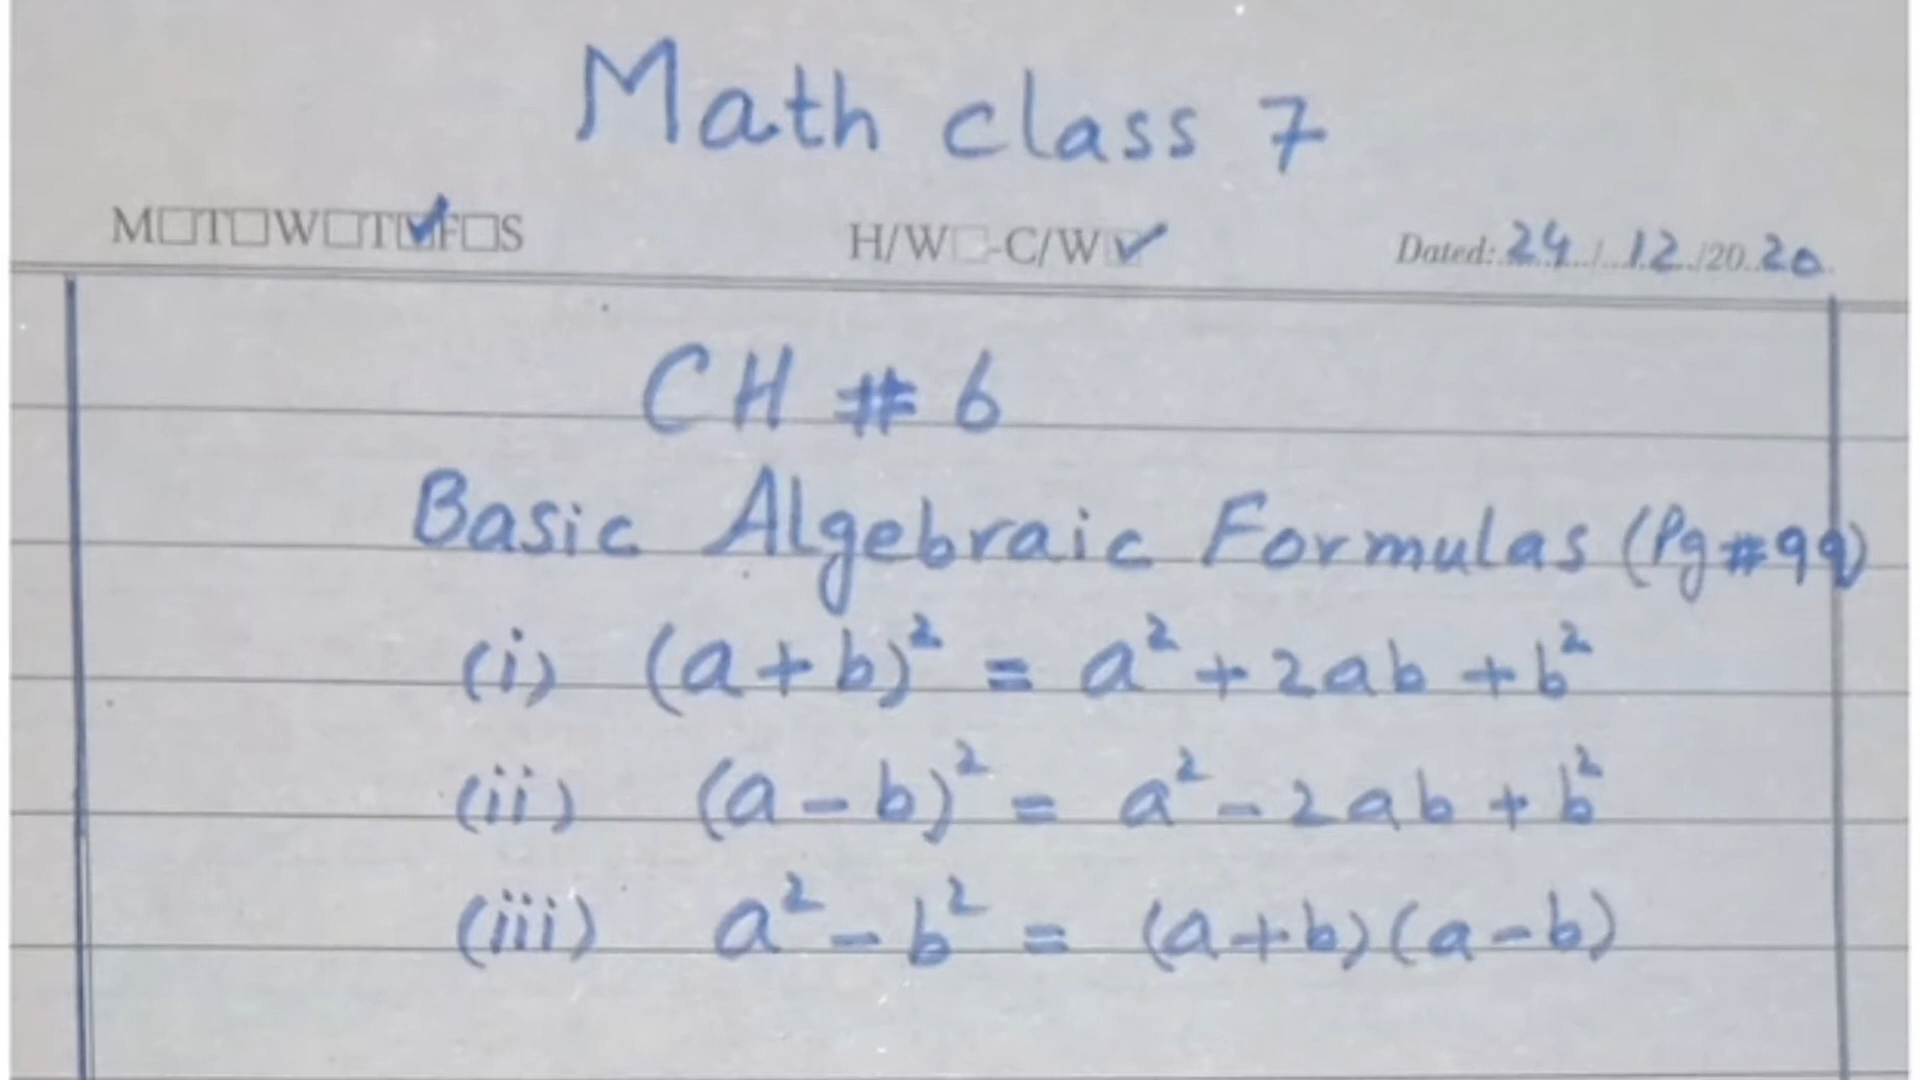 Math class 7
M□T□W□T☑F□S H/W□-C/W☑ Dated: 24/12/2020
CH # 6
Basic Algebraic Formulas (Pg#99)
(i) (a+b)² = a² + 2ab + b²
(ii) (a - b)² = a² - 2ab + b²
(iii) a² - b² = (a+b)(a-b)